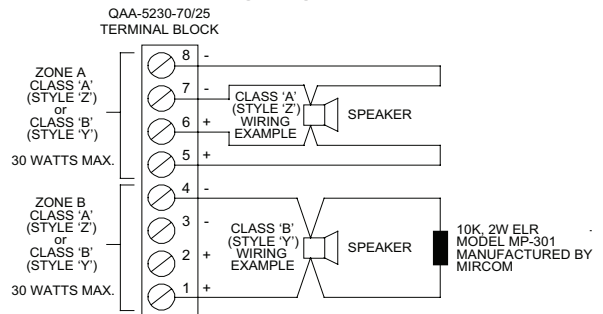 QAA-5230-70/25
TERMINAL BLOCK
ZONE A
CLASS 'A'
(STYLE 'Z')
or
CLASS 'B'
(STYLE 'Y')
30 WATTS MAX.
8 -
7 -
6 +
5 +
CLASS 'A'
(STYLE 'Z')
WIRING
EXAMPLE
SPEAKER
ZONE B
CLASS 'A'
(STYLE 'Z')
or
CLASS 'B'
(STYLE 'Y')
30 WATTS MAX.
4 -
3 -
2 +
1 +
CLASS 'B'
(STYLE 'Y')
WIRING
EXAMPLE
SPEAKER
10K, 2W ELR
MODEL MP-301
MANUFACTURED BY
MIRCOM